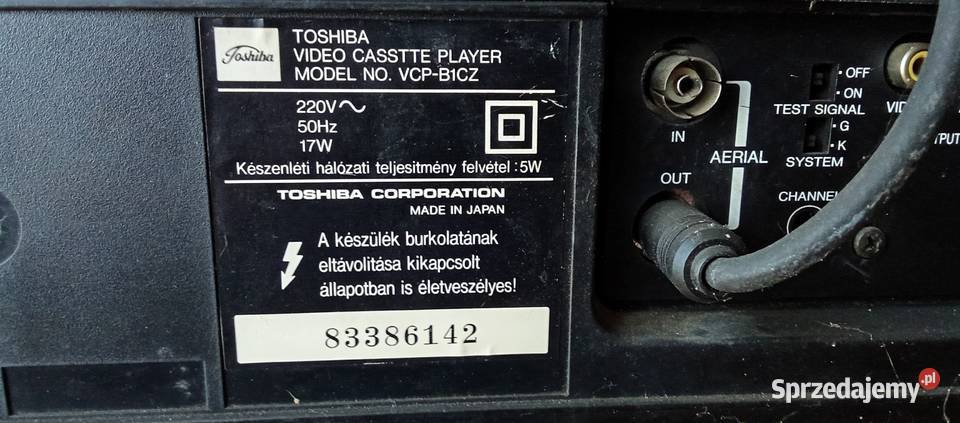 Toshiba
TOSHIBA
VIDEO CASSTTE PLAYER
MODEL NO. VCP-B1CZ
220V~
50Hz
17W
Készenléti hálózati teljesitmény felvétel :5W
TOSHIBA CORPORATION
MADE IN JAPAN
A készülék burkolatának
eltávolitása kikapcsolt
állapotban is életveszélyes!
83386142
IN
AERIAL
OUT
OFF
ON
TEST SIGNAL
G
K
SYSTEM
CHANNEL
Sprzedajemy.pl